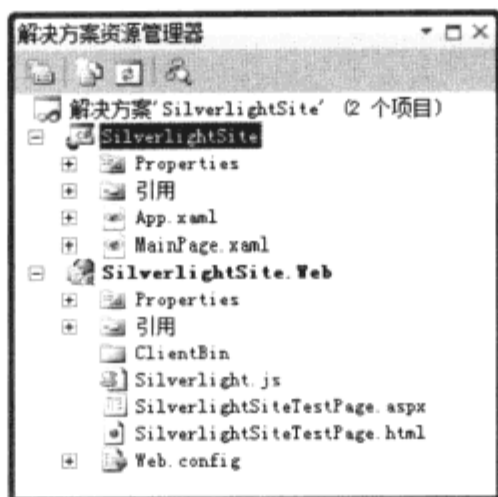 解决方案资源管理器
解决方案'SilverlightSite' (2 个项目)
SilverlightSite
Properties
引用
App.xaml
MainPage.xaml
SilverlightSite.Web
Properties
引用
ClientBin
Silverlight.js
SilverlightSiteTestPage.aspx
SilverlightSiteTestPage.html
Web.config